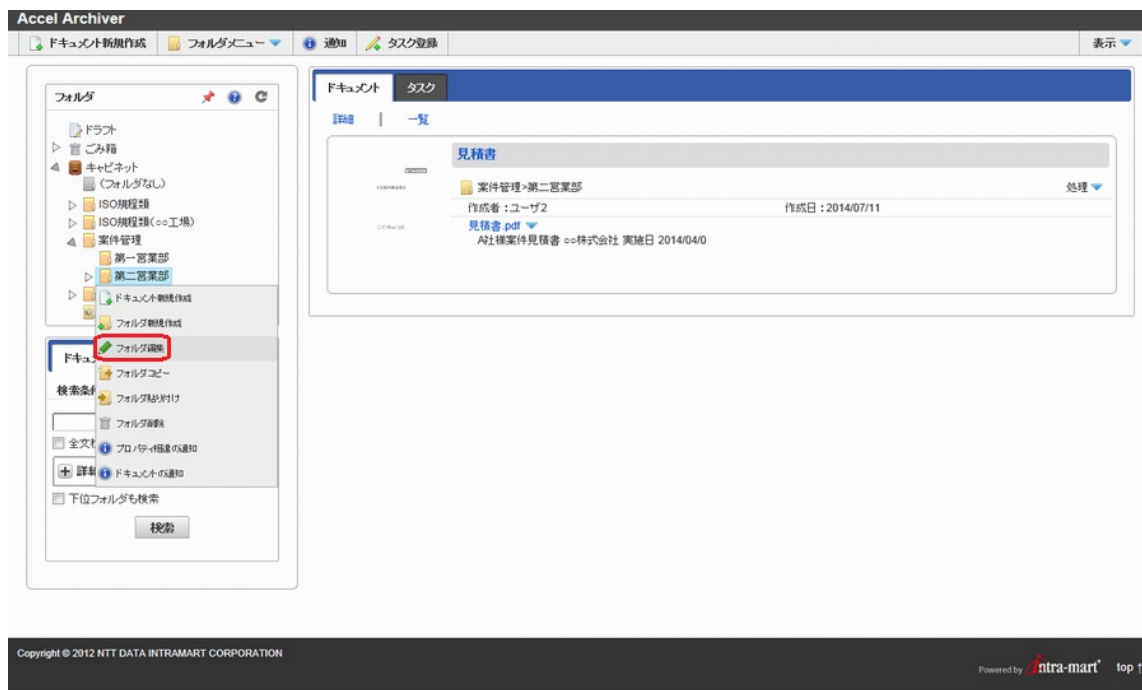 Accel Archiver
ドキュメント新規作成 フォルダメニュー 通知 タスク登録 表示
フォルダ
ドラフト
ごみ箱
キャビネット
(フォルダなし)
ISO規程類
ISO規程類(○○工場)
案件管理
第一営業部
第二営業部
ドキュメント新規作成
フォルダ新規作成
フォルダ編集
フォルダコピー
フォルダ貼り付け
フォルダ削除
プロパティ価値の通知
ドキュメントの通知
ドキュ
検索条件
全文検
詳細
下位フォルダも検索
検索
ドキュメント タスク
詳細 | 一覧
見積書
案件管理>第二営業部 処理
作成者:ユーザ2 作成日:2014/07/11
見積書.pdf
A社様案件見積書 ○○株式会社 実施日 2014/04/0
Copyright © 2012 NTT DATA INTRAMART CORPORATION
Powered by intra-mart top ↑